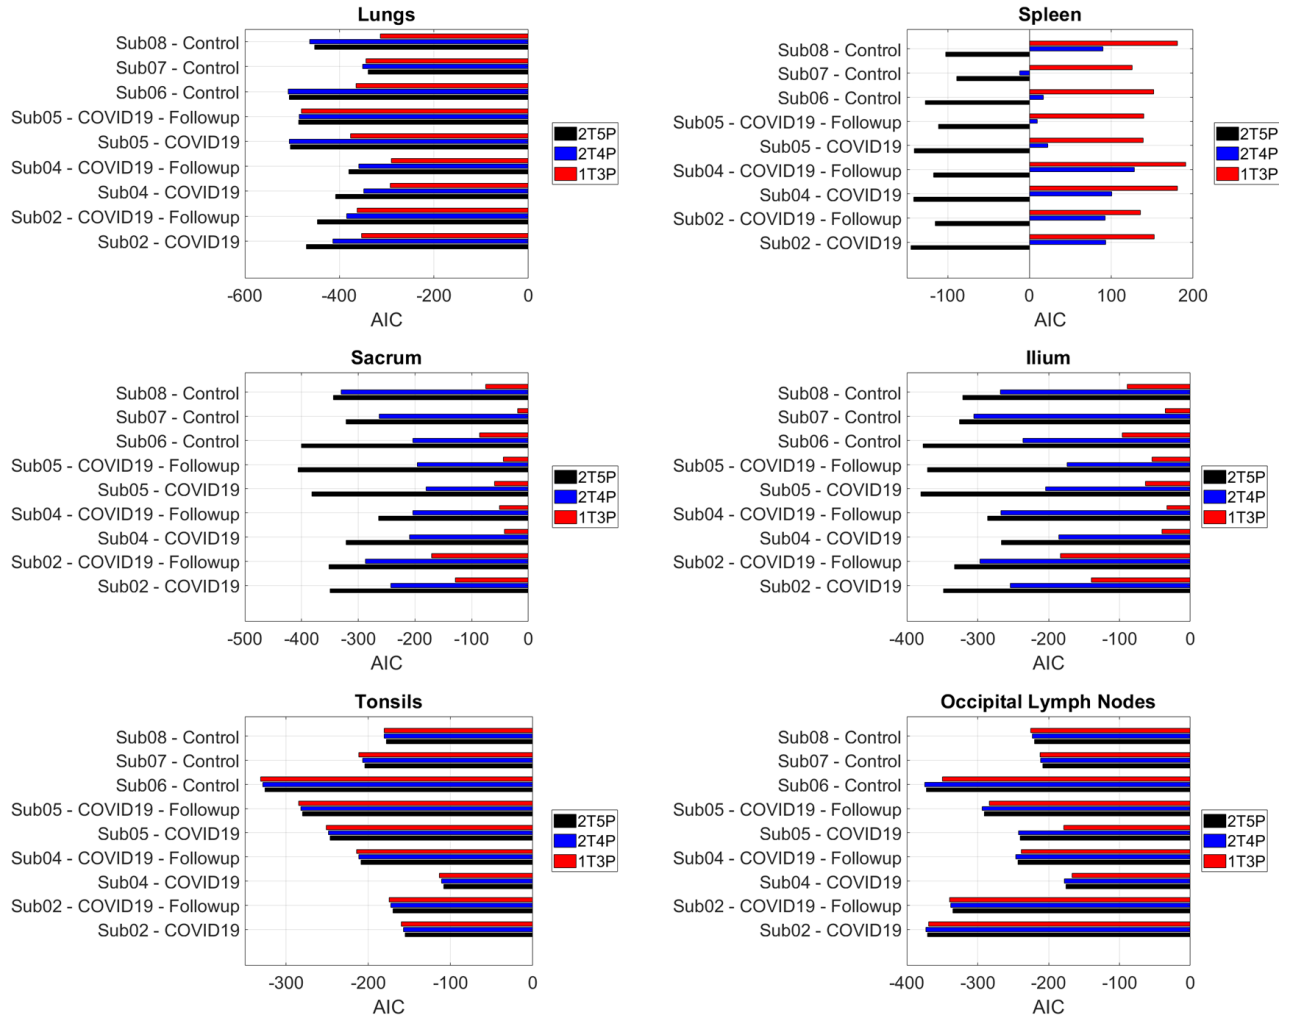 Lungs
Sub08 - Control
Sub07 - Control
Sub06 - Control
Sub05 - COVID19 - Followup
Sub05 - COVID19
Sub04 - COVID19 - Followup
Sub04 - COVID19
Sub02 - COVID19 - Followup
Sub02 - COVID19
-600 -400 -200 0
AIC
2T5P
2T4P
1T3P
Spleen
Sub08 - Control
Sub07 - Control
Sub06 - Control
Sub05 - COVID19 - Followup
Sub05 - COVID19
Sub04 - COVID19 - Followup
Sub04 - COVID19
Sub02 - COVID19 - Followup
Sub02 - COVID19
-100 0 100 200
AIC
2T5P
2T4P
1T3P
Sacrum
Sub08 - Control
Sub07 - Control
Sub06 - Control
Sub05 - COVID19 - Followup
Sub05 - COVID19
Sub04 - COVID19 - Followup
Sub04 - COVID19
Sub02 - COVID19 - Followup
Sub02 - COVID19
-500 -400 -300 -200 -100 0
AIC
2T5P
2T4P
1T3P
Ilium
Sub08 - Control
Sub07 - Control
Sub06 - Control
Sub05 - COVID19 - Followup
Sub05 - COVID19
Sub04 - COVID19 - Followup
Sub04 - COVID19
Sub02 - COVID19 - Followup
Sub02 - COVID19
-400 -300 -200 -100 0
AIC
2T5P
2T4P
1T3P
Tonsils
Sub08 - Control
Sub07 - Control
Sub06 - Control
Sub05 - COVID19 - Followup
Sub05 - COVID19
Sub04 - COVID19 - Followup
Sub04 - COVID19
Sub02 - COVID19 - Followup
Sub02 - COVID19
-300 -200 -100 0
AIC
2T5P
2T4P
1T3P
Occipital Lymph Nodes
Sub08 - Control
Sub07 - Control
Sub06 - Control
Sub05 - COVID19 - Followup
Sub05 - COVID19
Sub04 - COVID19 - Followup
Sub04 - COVID19
Sub02 - COVID19 - Followup
Sub02 - COVID19
-400 -300 -200 -100 0
AIC
2T5P
2T4P
1T3P